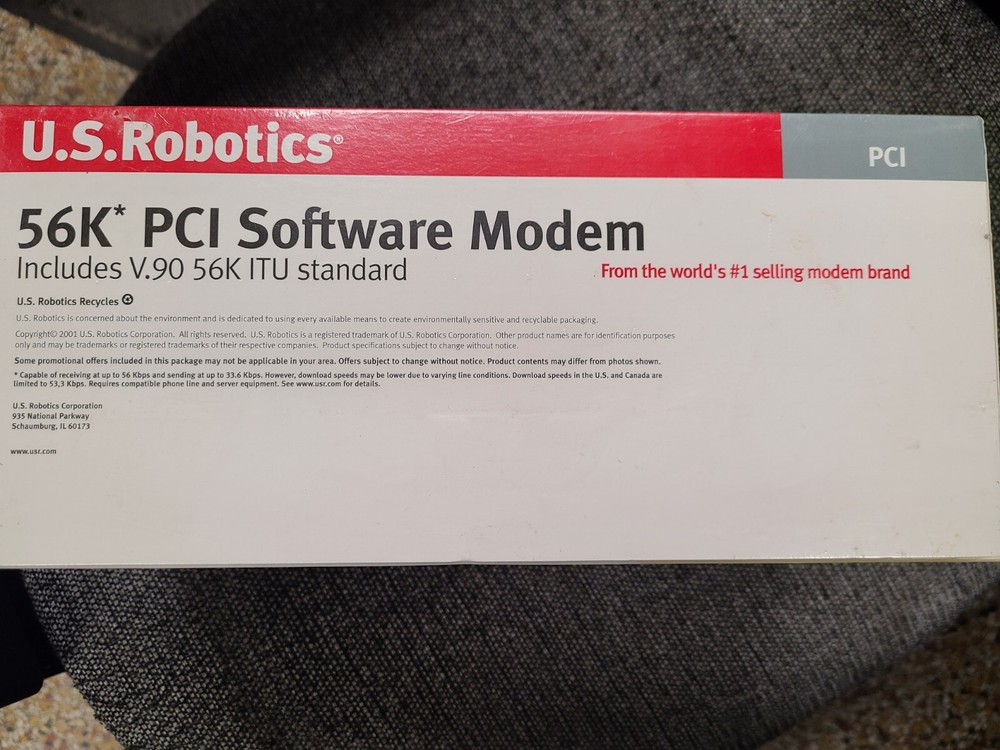 U.S.Robotics®
PCI
56K* PCI Software Modem
Includes V.90 56K ITU standard
From the world's #1 selling modem brand
U.S. Robotics Recycles
U.S. Robotics is concerned about the environment and is dedicated to using every available means to create environmentally sensitive and recyclable packaging.
Copyright© 2001 U.S. Robotics Corporation. All rights reserved. U.S. Robotics is a registered trademark of U.S. Robotics Corporation. Other product names are for identification purposes
only and may be trademarks or registered trademarks of their respective companies. Product specifications subject to change without notice.
Some promotional offers included in this package may not be applicable in your area. Offers subject to change without notice. Product contents may differ from photos shown.
* Capable of receiving at up to 56 Kbps and sending at up to 33.6 Kbps. However, download speeds may be lower due to varying line conditions. Download speeds in the U.S. and Canada are
limited to 53.3 Kbps. Requires compatible phone line and server equipment. See www.usr.com for details.
U.S. Robotics Corporation
935 National Parkway
Schaumburg, IL 60173
www.usr.com